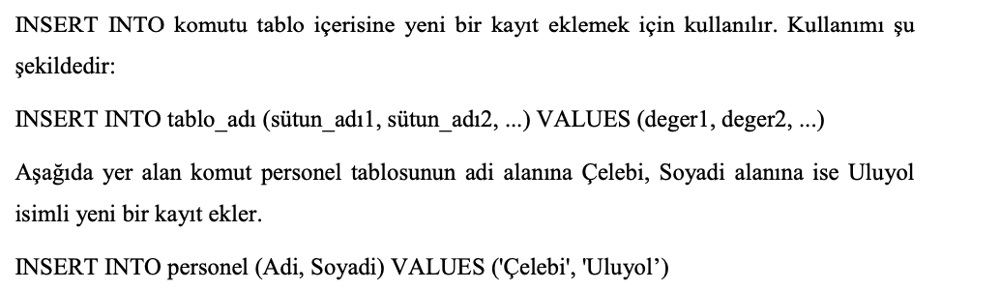 INSERT INTO komutu tablo içerisine yeni bir kayıt eklemek için kullanılır. Kullanımı şu
şekildedir:
INSERT INTO tablo_adı (sütun_adı1, sütun_adı2, ...) VALUES (deger1, deger2, ...)
Aşağıda yer alan komut personel tablosunun adi alanına Çelebi, Soyadi alanına ise Uluyol
isimli yeni bir kayıt ekler.
INSERT INTO personel (Adi, Soyadi) VALUES ('Çelebi', 'Uluyol’)